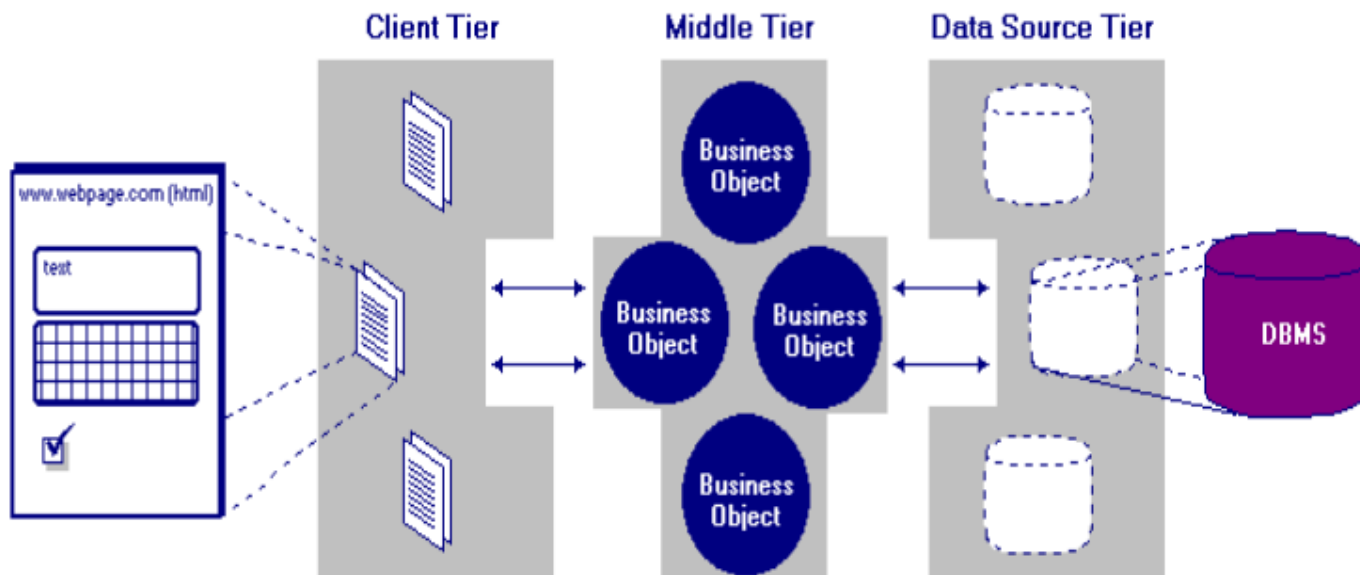 Client Tier
Middle Tier
Data Source Tier
www.webpage.com (html)
text
Business
Object
Business
Object
Business
Object
Business
Object
DBMS